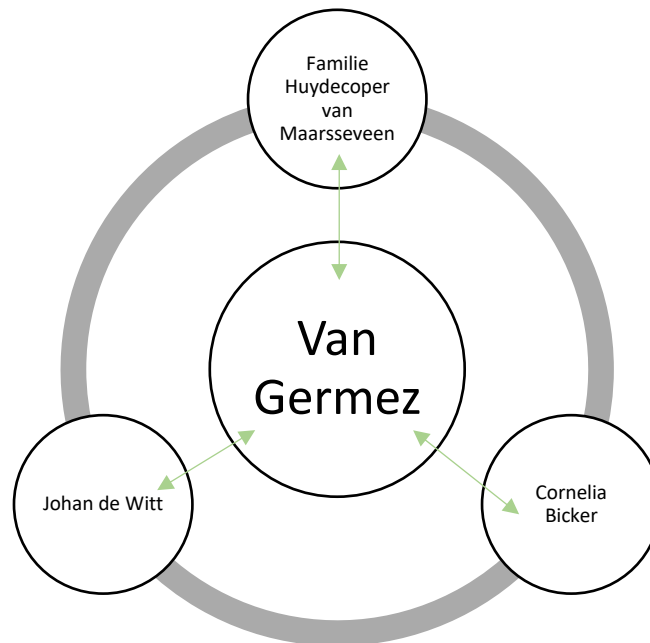 Familie
Huydecoper
van
Maarsseveen
Van
Germez
Johan de Witt
Cornelia
Bicker